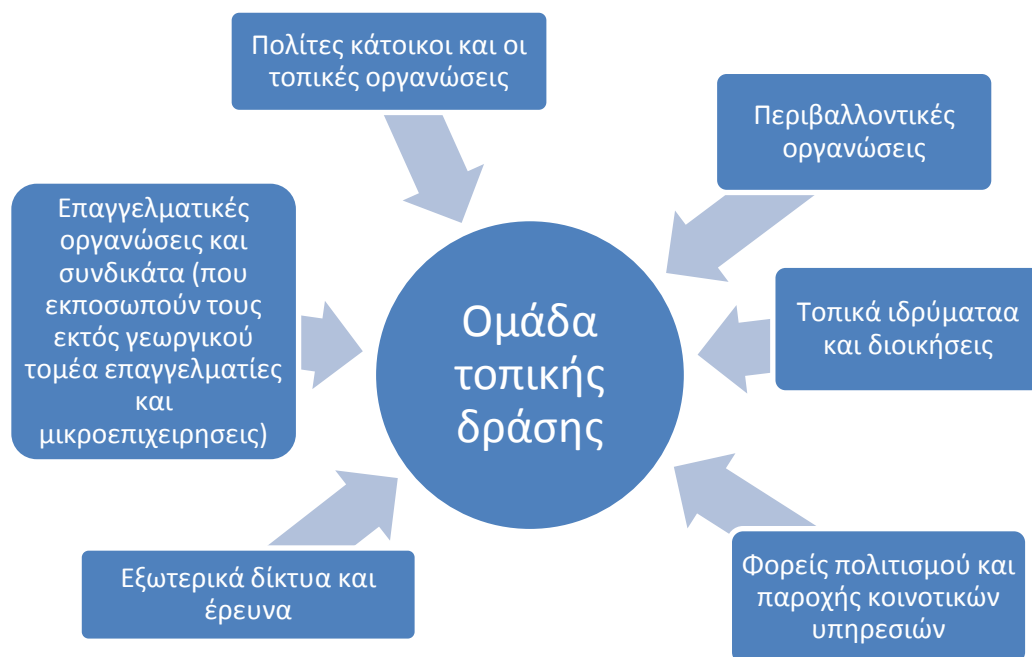 Πολίτες κάτοικοι και οι
τοπικές οργανώσεις
Περιβαλλοντικές
οργανώσεις
Επαγγελματικές
οργανώσεις και
συνδικάτα (που
εκποσωπούν τους
εκτός γεωργικού
τομέα επαγγελματίες
και
μικροεπιχειρησεις)
Ομάδα
τοπικής
δράσης
Τοπικά ιδρύματαα
και διοικήσεις
Εξωτερικά δίκτυα και
έρευνα
Φορείς πολιτισμού και
παροχής κοινοτικών
υπηρεσιών